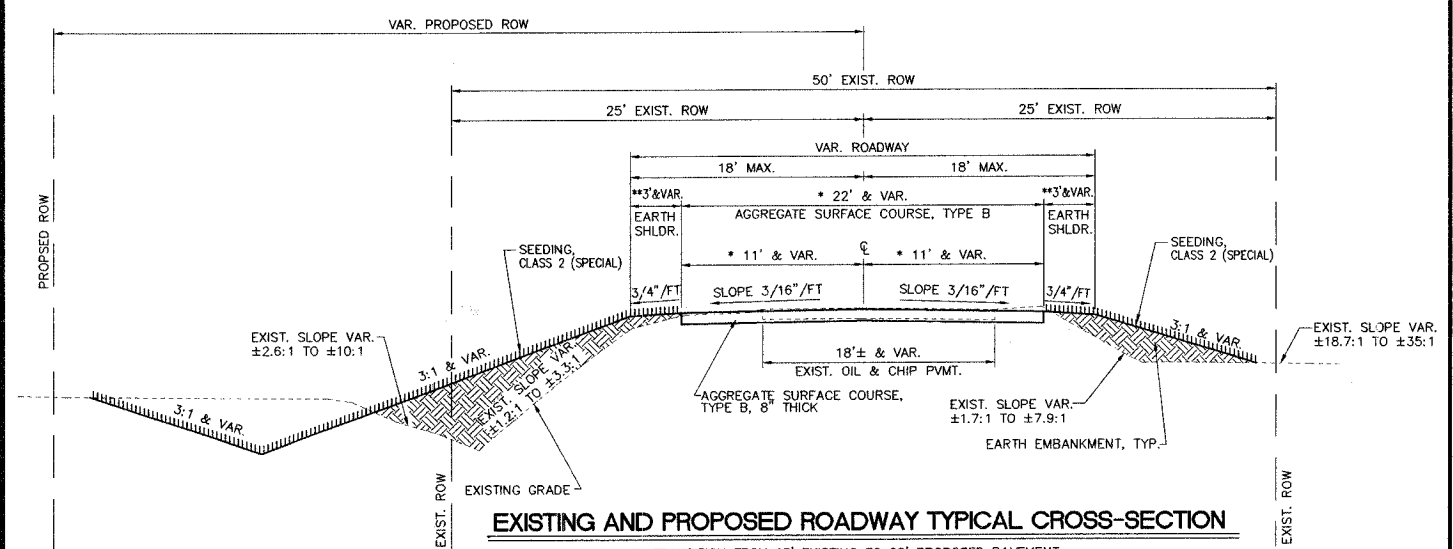 VAR. PROPOSED ROW
50' EXIST. ROW
25' EXIST. ROW
25' EXIST. ROW
VAR. ROADWAY
18' MAX.
18' MAX.
**3'&VAR.
* 22' & VAR.
**3'&VAR.
EARTH
SHLDR.
AGGREGATE SURFACE COURSE, TYPE B
EARTH
SHLDR.
PROPSED ROW
SEEDING,
CLASS 2 (SPECIAL)
* 11' & VAR.
℄
* 11' & VAR.
SEEDING,
CLASS 2 (SPECIAL)
3/4"/FT
SLOPE 3/16"/FT
SLOPE 3/16"/FT
3/4"/FT
EXIST. SLOPE VAR.
±2.6:1 TO ±10:1
3:1 & VAR.
EXIST. SLOPE VAR.
±1.2:1 TO ±3.3:1
18'± & VAR.
EXIST. OIL & CHIP PVMT.
3:1 & VAR.
EXIST. SLOPE VAR.
±18.7:1 TO ±35:1
3:1 & VAR.
AGGREGATE SURFACE COURSE,
TYPE B, 8" THICK
EXIST. SLOPE VAR.
±1.7:1 TO ±7.9:1
EARTH EMBANKMENT, TYP.
EXISTING GRADE
EXIST. ROW
EXIST. ROW
EXISTING AND PROPOSED ROADWAY TYPICAL CROSS-SECTION